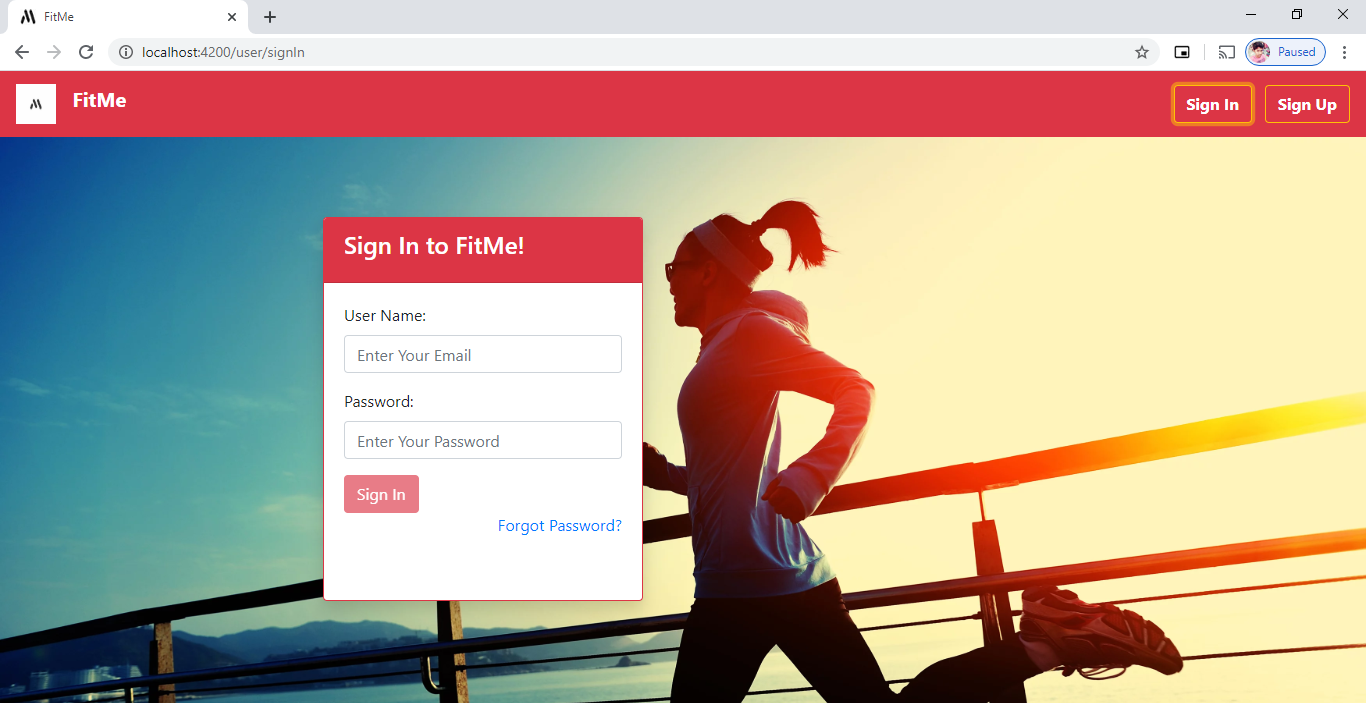 FitMe
localhost:4200/user/signIn
Paused
FitMe
Sign In
Sign Up
Sign In to FitMe!
User Name:
Enter Your Email
Password:
Enter Your Password
Sign In
Forgot Password?